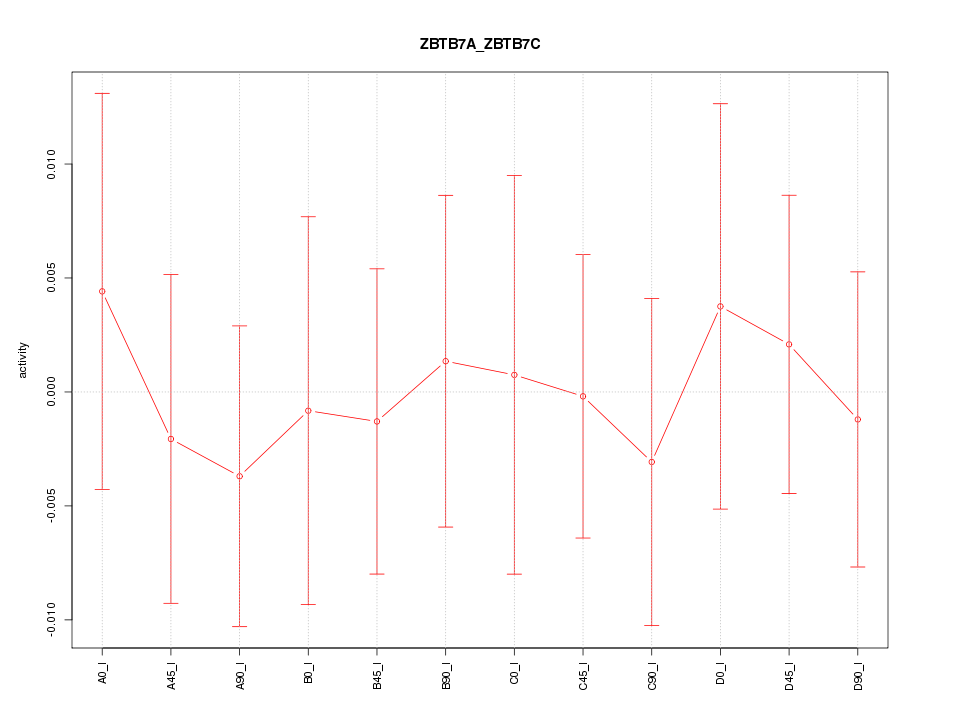 ZBTB7A_ZBTB7C
activity
0.010
0.005
0.000
-0.005
-0.010
A0_I
A45_I
A90_I
B0_I
B45_I
B90_I
C0_I
C45_I
C90_I
D0_I
D45_I
D90_I